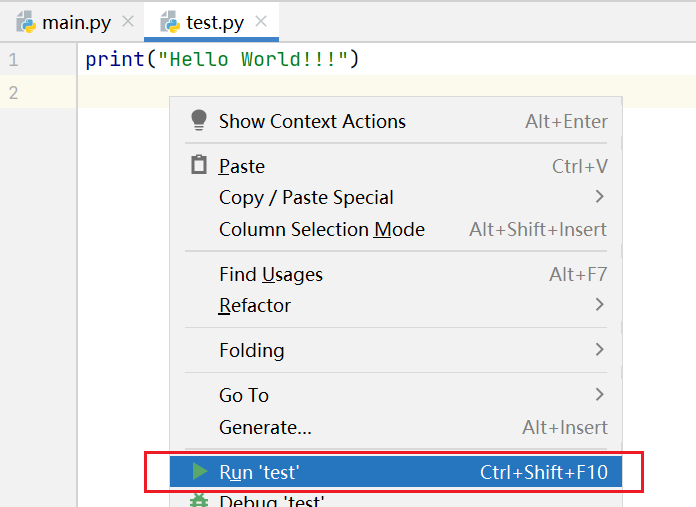 main.py test.py
1 print("Hello World!!!")
2
Show Context Actions Alt+Enter
Paste Ctrl+V
Copy / Paste Special
Column Selection Mode Alt+Shift+Insert
Find Usages Alt+F7
Refactor
Folding
Go To
Generate... Alt+Insert
Run 'test' Ctrl+Shift+F10
Debug 'test'